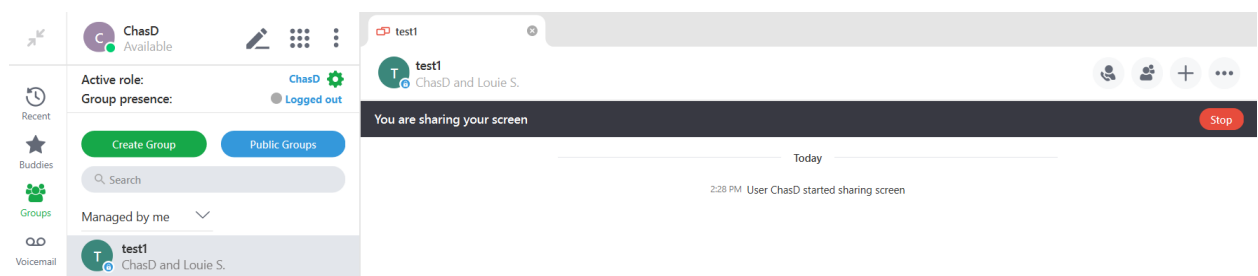 C
ChasD
Available
Recent
Buddies
Groups
Voicemail
Active role: ChasD
Group presence: Logged out
Create Group Public Groups
Search
Managed by me
T
test1
ChasD and Louie S.
test1
T
test1
ChasD and Louie S.
You are sharing your screen Stop
Today
2:28 PM User ChasD started sharing screen